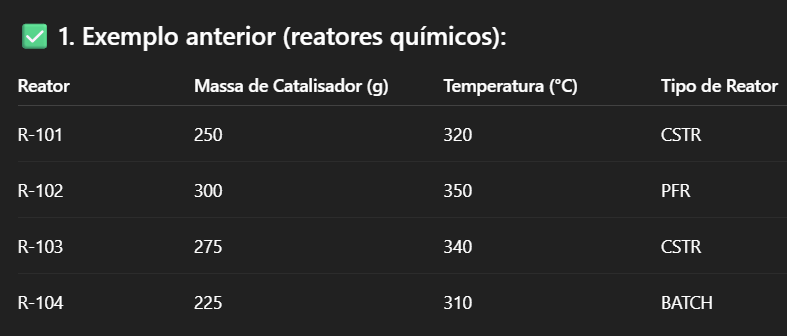 ✅ 1. Exemplo anterior (reatores químicos):
Reator Massa de Catalisador (g) Temperatura (°C) Tipo de Reator
R-101 250 320 CSTR
R-102 300 350 PFR
R-103 275 340 CSTR
R-104 225 310 BATCH